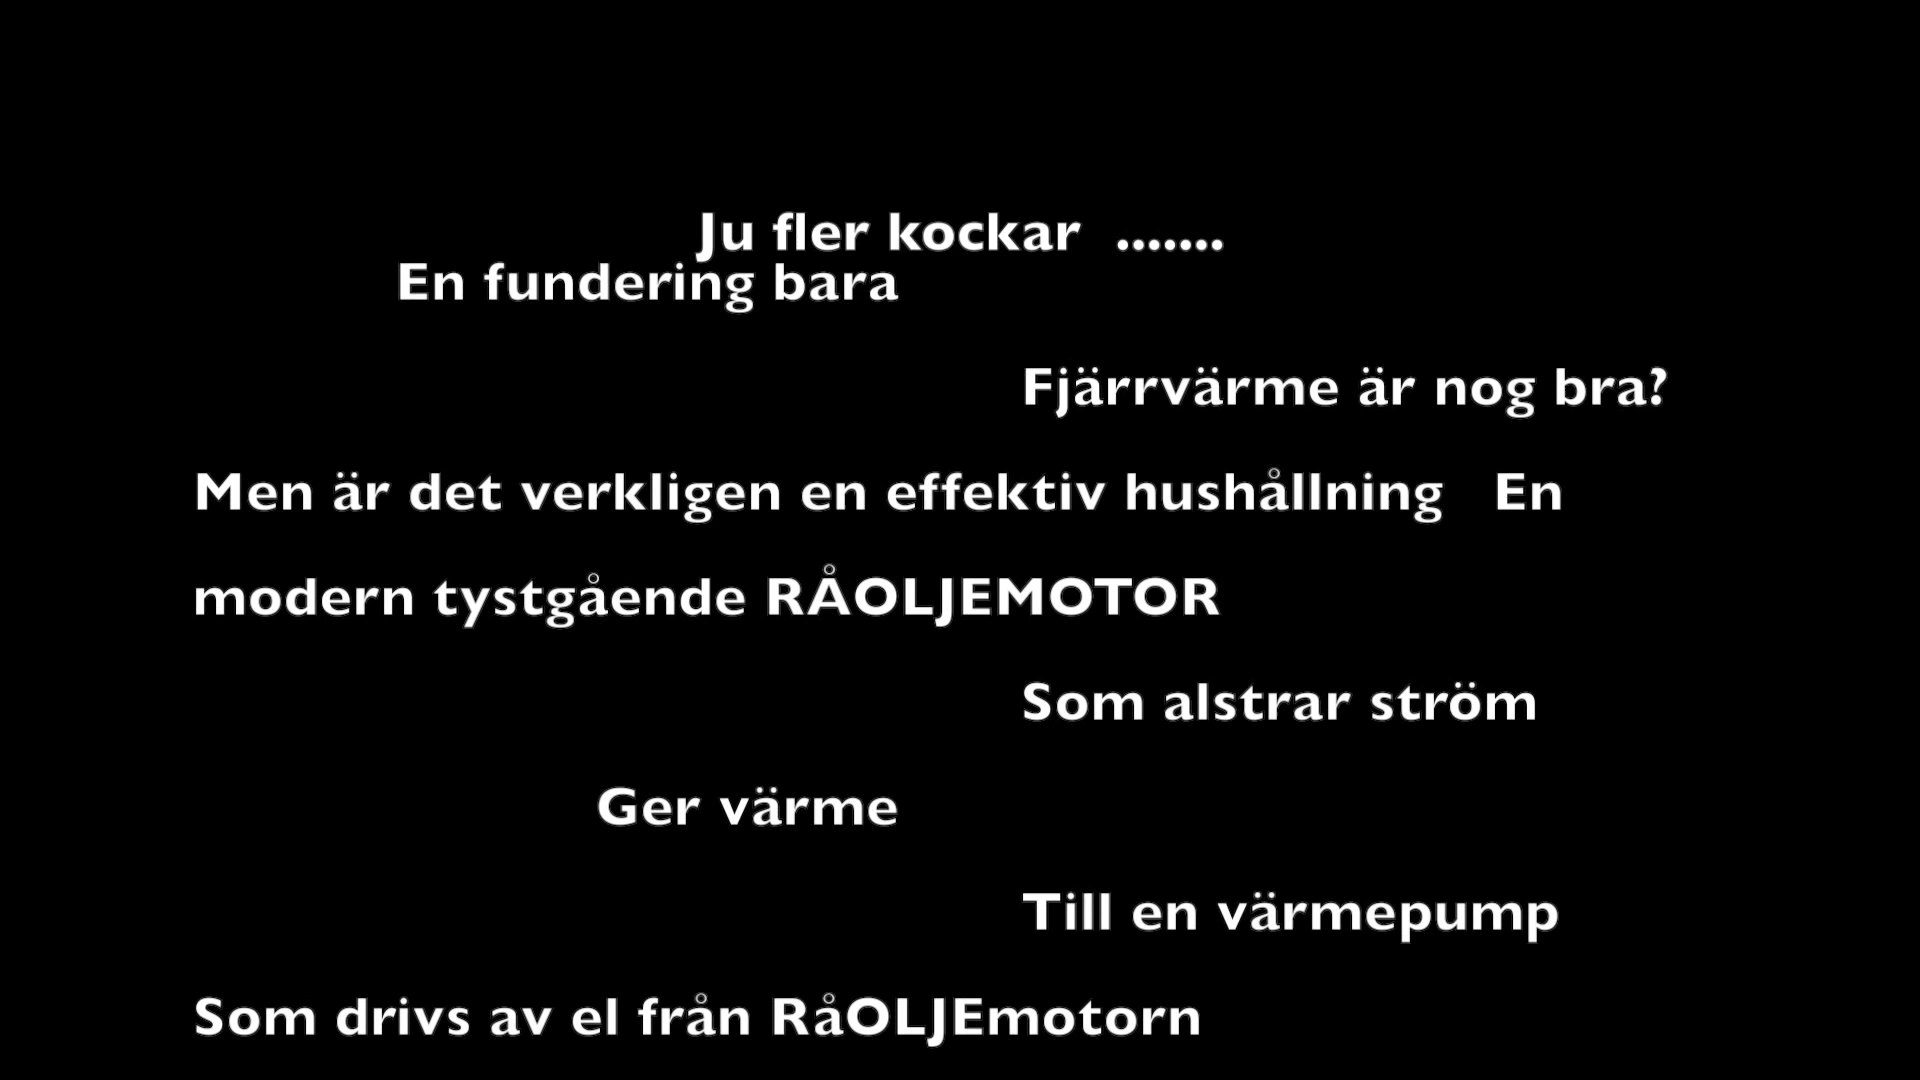 Ju fler kockar .......
En fundering bara
Fjärrvärme är nog bra?
Men är det verkligen en effektiv hushållning En
modern tystgående RÅOLJEMOTOR
Som alstrar ström
Ger värme
Till en värmepump
Som drivs av el från RåOLJEmotorn